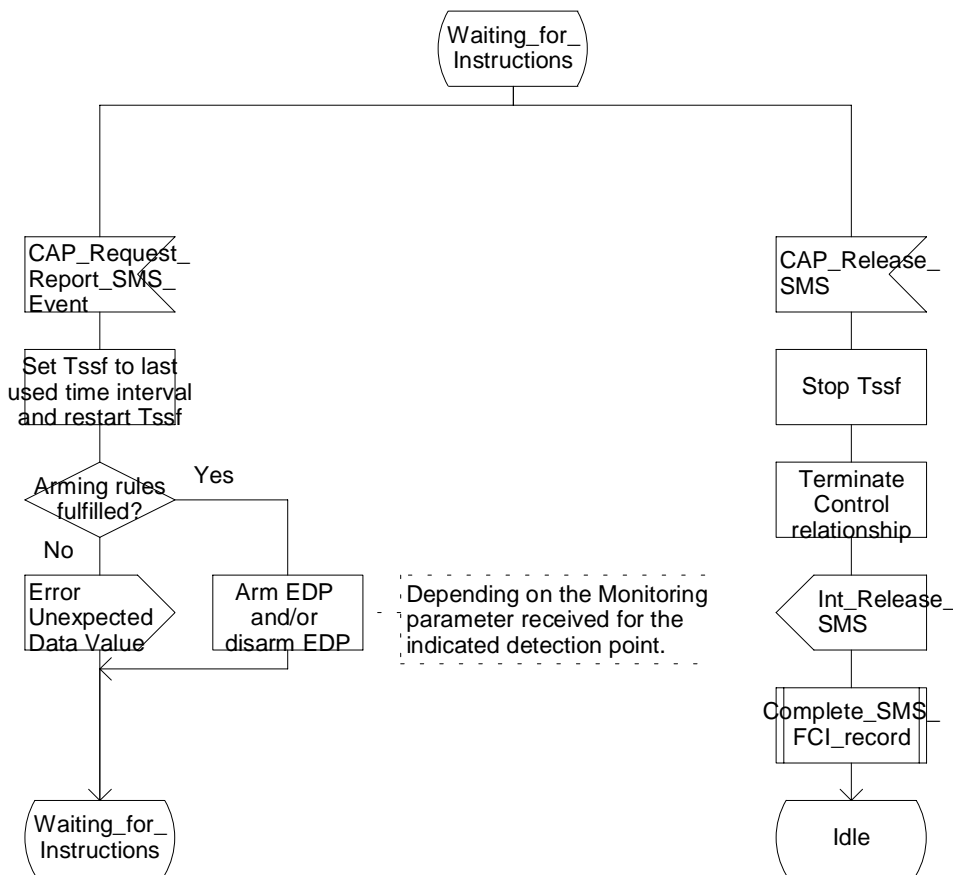 Waiting_for_
Instructions
CAP_Request_
Report_SMS_
Event
Set Tssf to last
used time interval
and restart Tssf
Arming rules
fulfilled?
Yes
No
Error
Unexpected
Data Value
Arm EDP
and/or
disarm EDP
Depending on the Monitoring
parameter received for the
indicated detection point.
Waiting_for_
Instructions
CAP_Release_
SMS
Stop Tssf
Terminate
Control
relationship
Int_Release_
SMS
Complete_SMS_
FCI_record
Idle